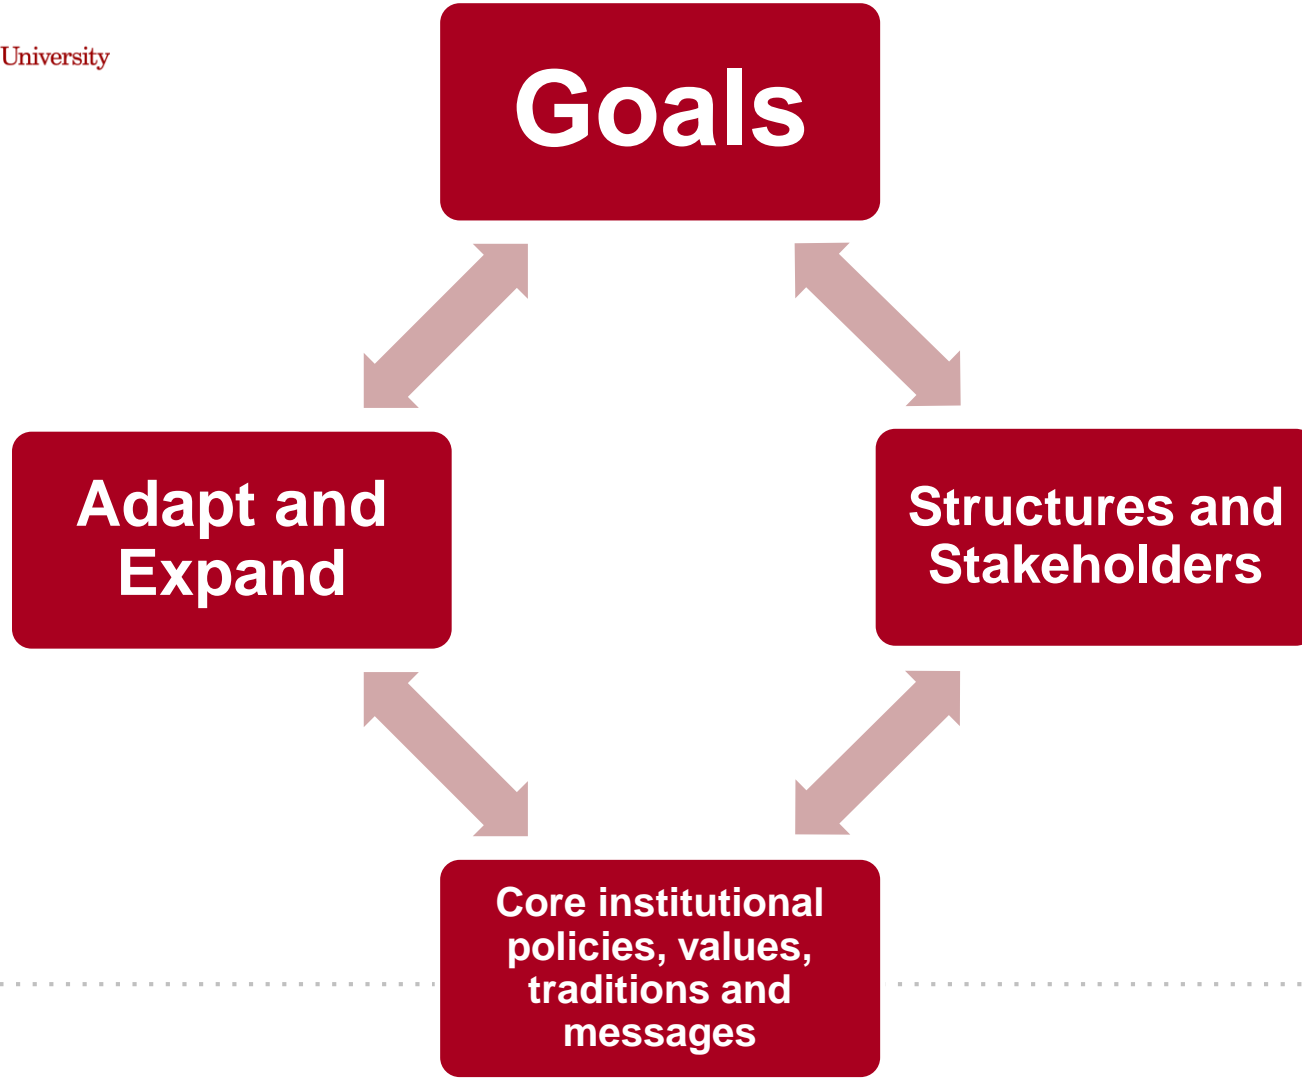 University
Goals
Adapt and
Expand
Structures and
Stakeholders
Core institutional
policies, values,
traditions and
messages